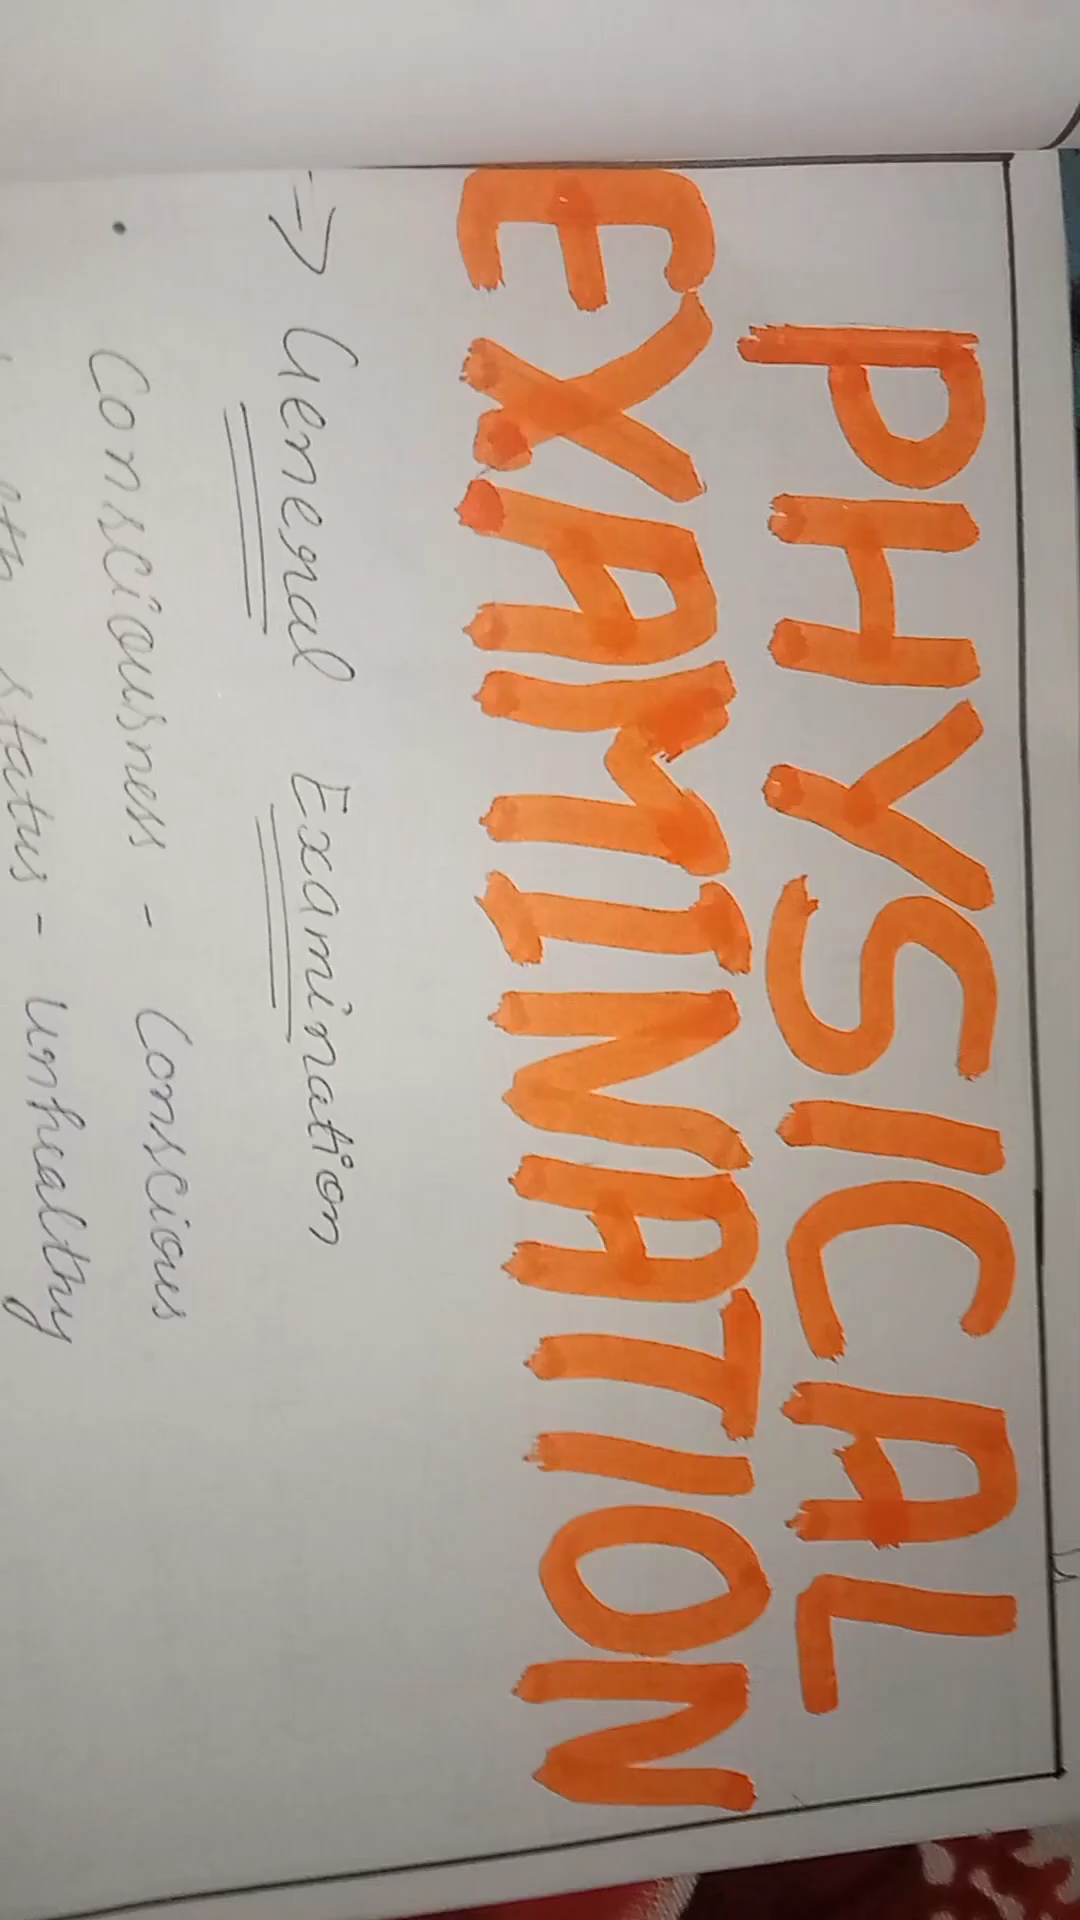 PHYSICAL
EXAMINATION
→ General Examination
• Consciousness - Conscious
status - unhealthy